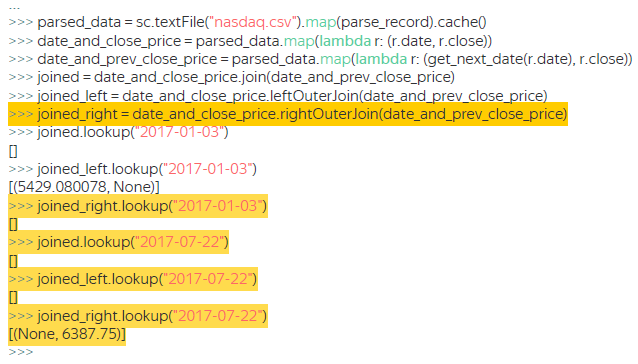 ...
>>> parsed_data = sc.textFile("nasdaq.csv").map(parse_record).cache()
>>> date_and_close_price = parsed_data.map(lambda r: (r.date, r.close))
>>> date_and_prev_close_price = parsed_data.map(lambda r: (get_next_date(r.date), r.close))
>>> joined = date_and_close_price.join(date_and_prev_close_price)
>>> joined_left = date_and_close_price.leftOuterJoin(date_and_prev_close_price)
>>> joined_right = date_and_close_price.rightOuterJoin(date_and_prev_close_price)
>>> joined.lookup("2017-01-03")
[]
>>> joined_left.lookup("2017-01-03")
[(5429.080078, None)]
>>> joined_right.lookup("2017-01-03")
[]
>>> joined.lookup("2017-07-22")
[]
>>> joined_left.lookup("2017-07-22")
[]
>>> joined_right.lookup("2017-07-22")
[(None, 6387.75)]
>>>